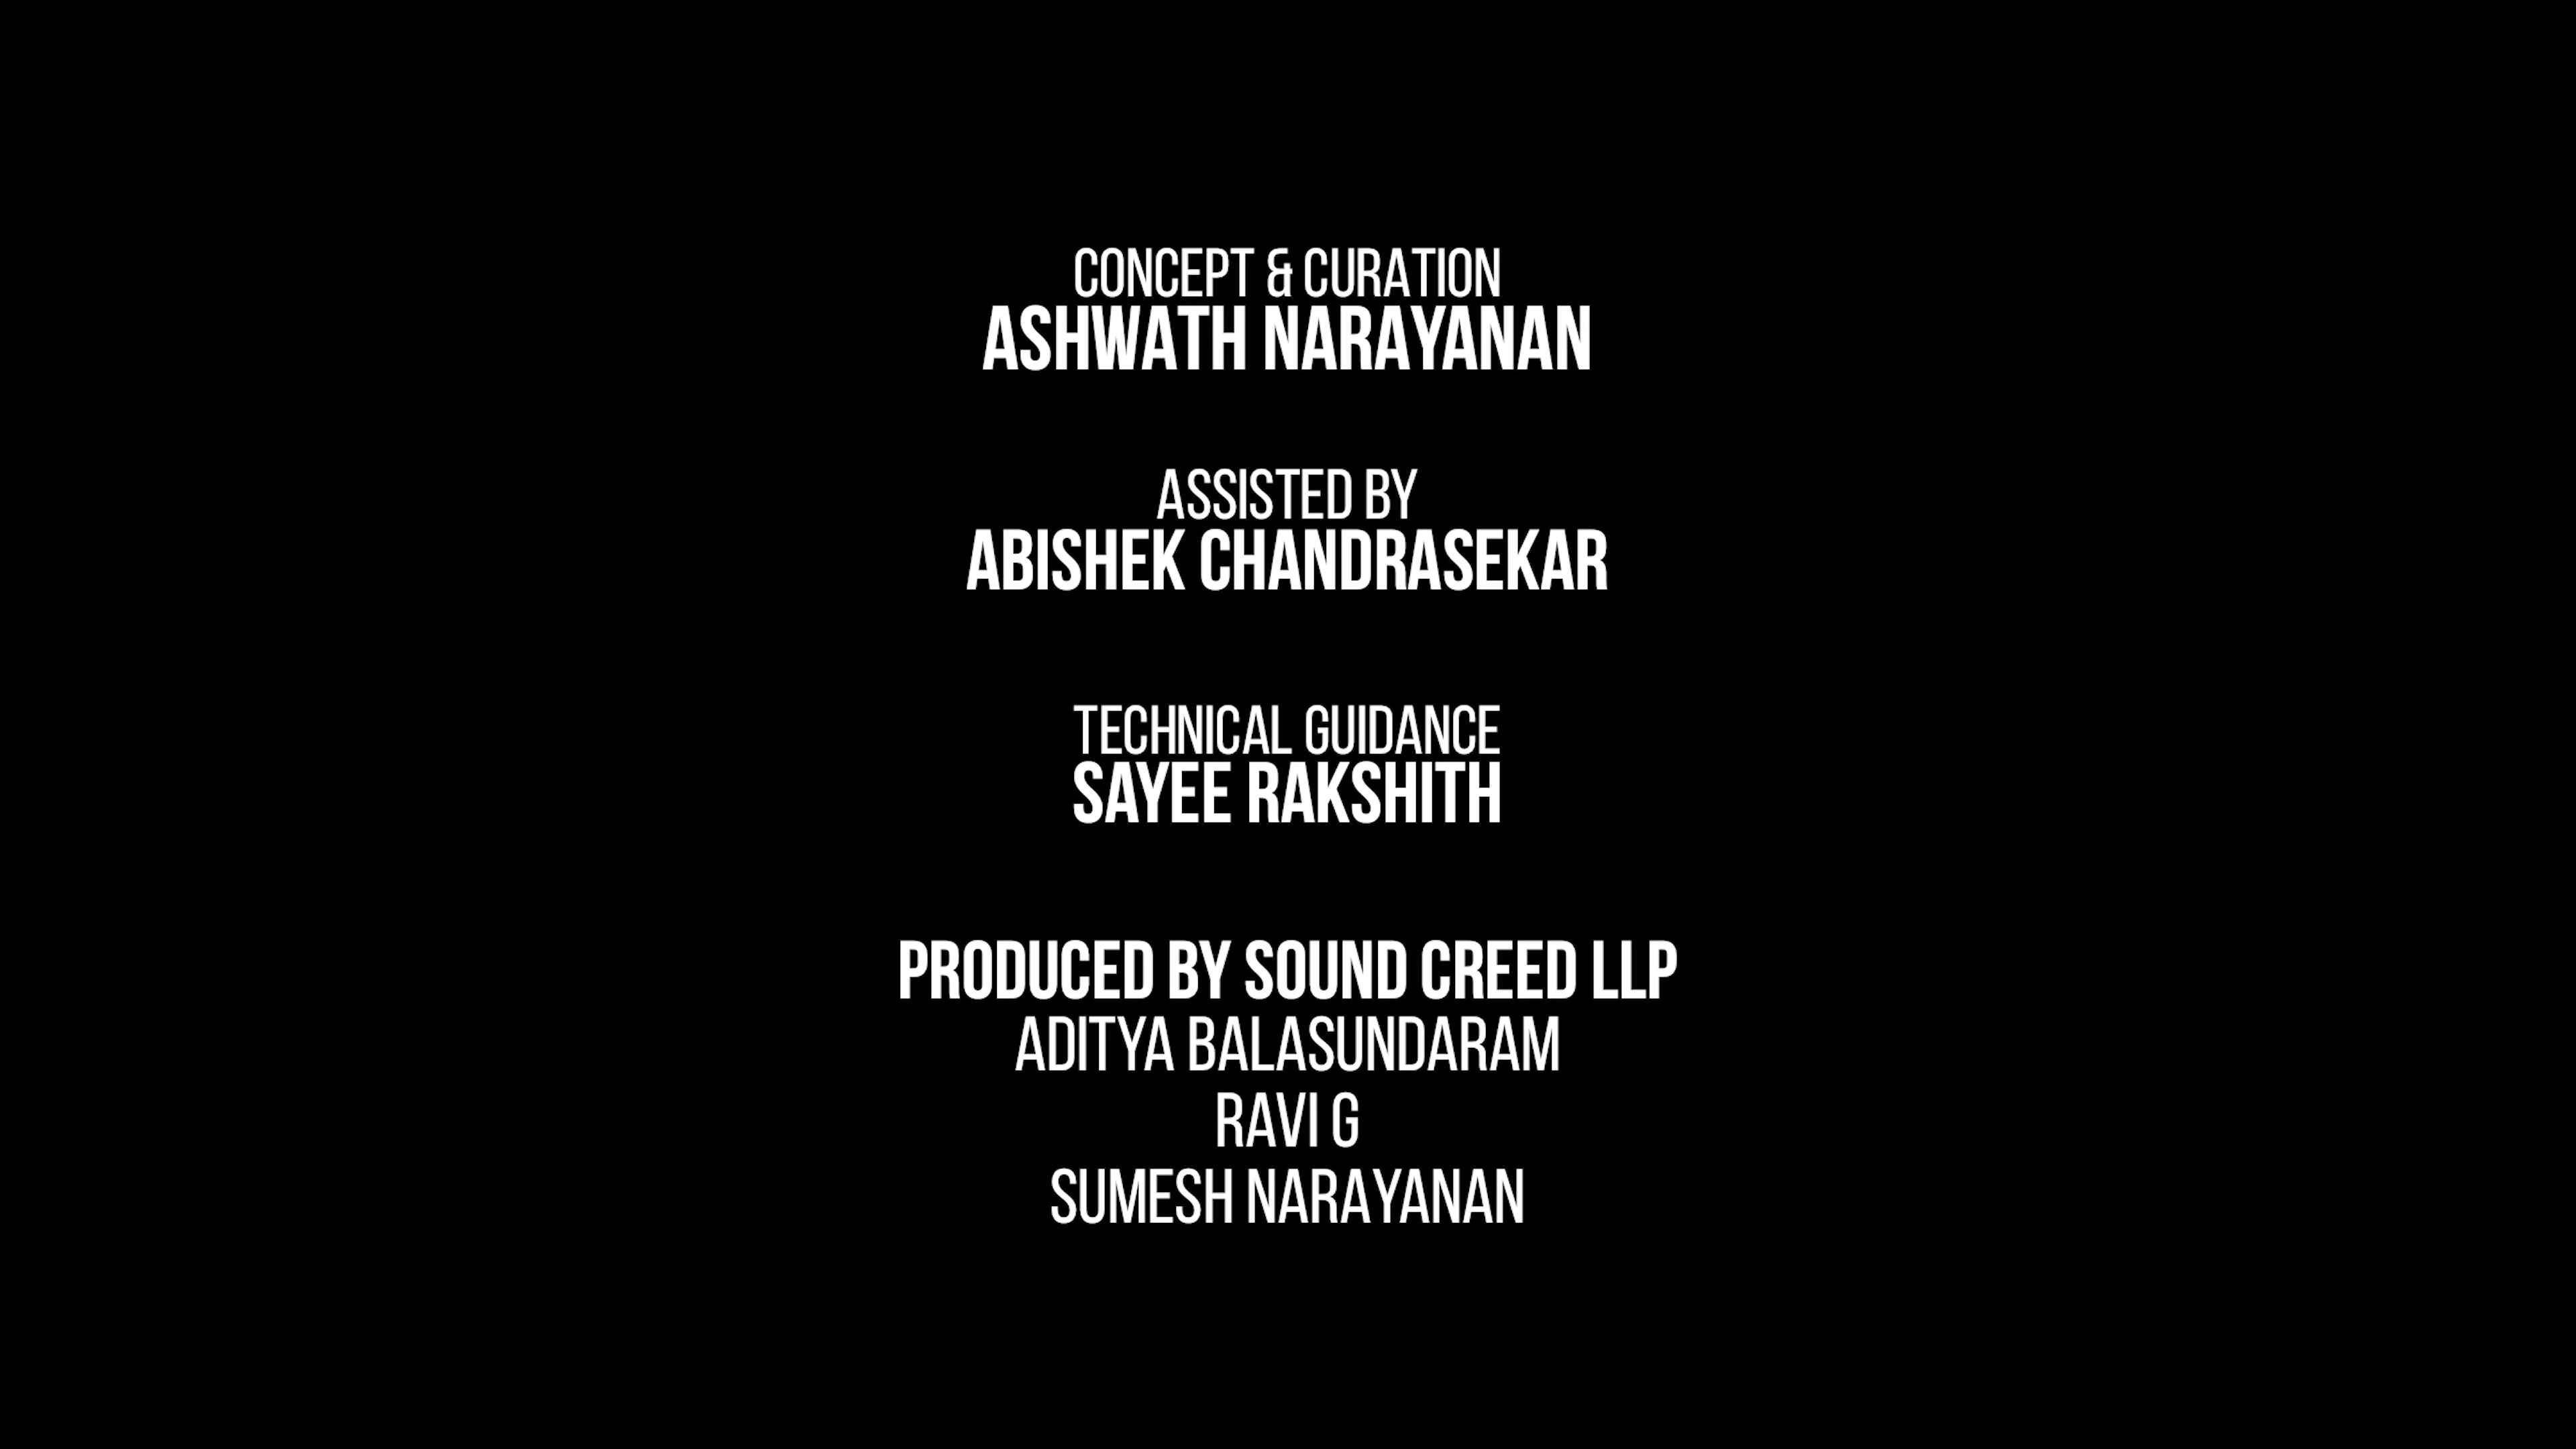 CONCEPT & CURATION
ASHWATH NARAYANAN
ASSISTED BY
ABISHEK CHANDRASEKAR
TECHNICAL GUIDANCE
SAYEE RAKSHITH
PRODUCED BY SOUND CREED LLP
ADITYA BALASUNDARAM
RAVI G
SUMESH NARAYANAN